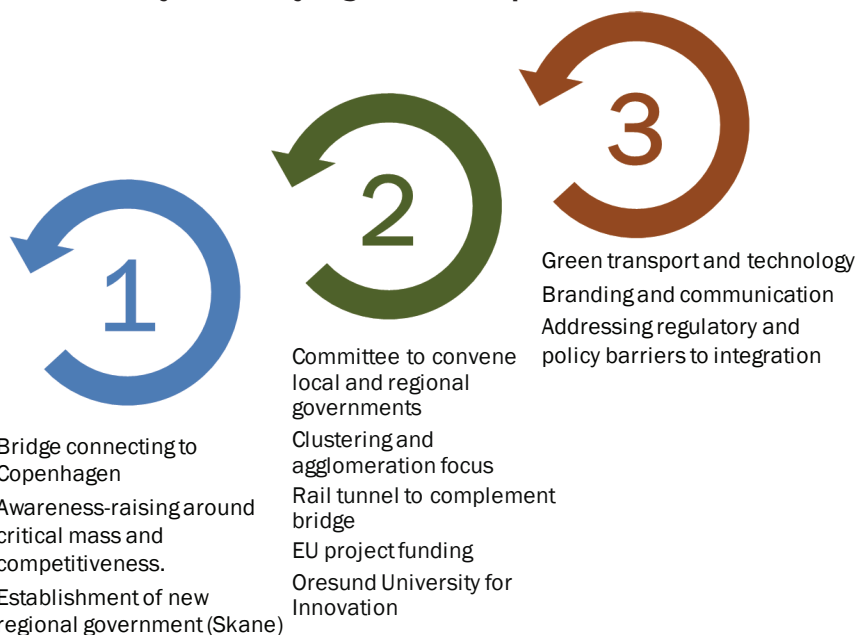 1
Bridge connecting to
Copenhagen
Awareness-raising around
critical mass and
competitiveness.
Establishment of new
regional government (Skane)
2
Committee to convene
local and regional
governments
Clustering and
agglomeration focus
Rail tunnel to complement
bridge
EU project funding
Oresund University for
Innovation
3
Green transport and technology
Branding and communication
Addressing regulatory and
policy barriers to integration